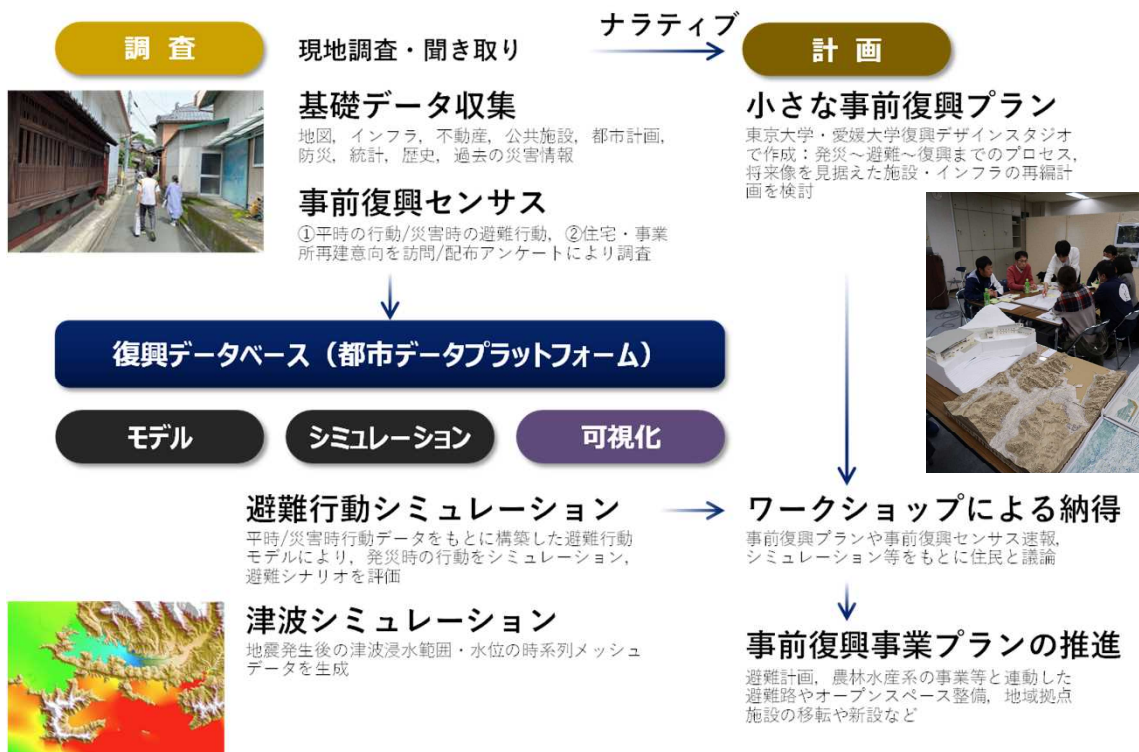 調 査
現地調査・聞き取り
ナラティブ
計 画
基礎データ収集
地図，インフラ，不動産，公共施設，都市計画，
防災，統計，歴史，過去の災害情報
事前復興センサス
①平時の行動/災害時の避難行動，②住宅・事業
所再建意向を訪問/配布アンケートにより調査
小さな事前復興プラン
東京大学・愛媛大学復興デザインスタジオ
で作成：発災～避難～復興までのプロセス，
将来像を見据えた施設・インフラの再編計
画を検討
復興データベース（都市データプラットフォーム）
モデル
シミュレーション
可視化
避難行動シミュレーション
平時/災害時行動データをもとに構築した避難行動
モデルにより，発災時の行動をシミュレーション，
避難シナリオを評価
津波シミュレーション
地震発生後の津波浸水範囲・水位の時系列メッシュ
データを生成
ワークショップによる納得
事前復興プランや事前復興センサス速報，
シミュレーション等をもとに住民と議論
事前復興事業プランの推進
避難計画，農林水産系の事業等と連動した
避難路やオープンスペース整備，地域拠点
施設の移転や新設など